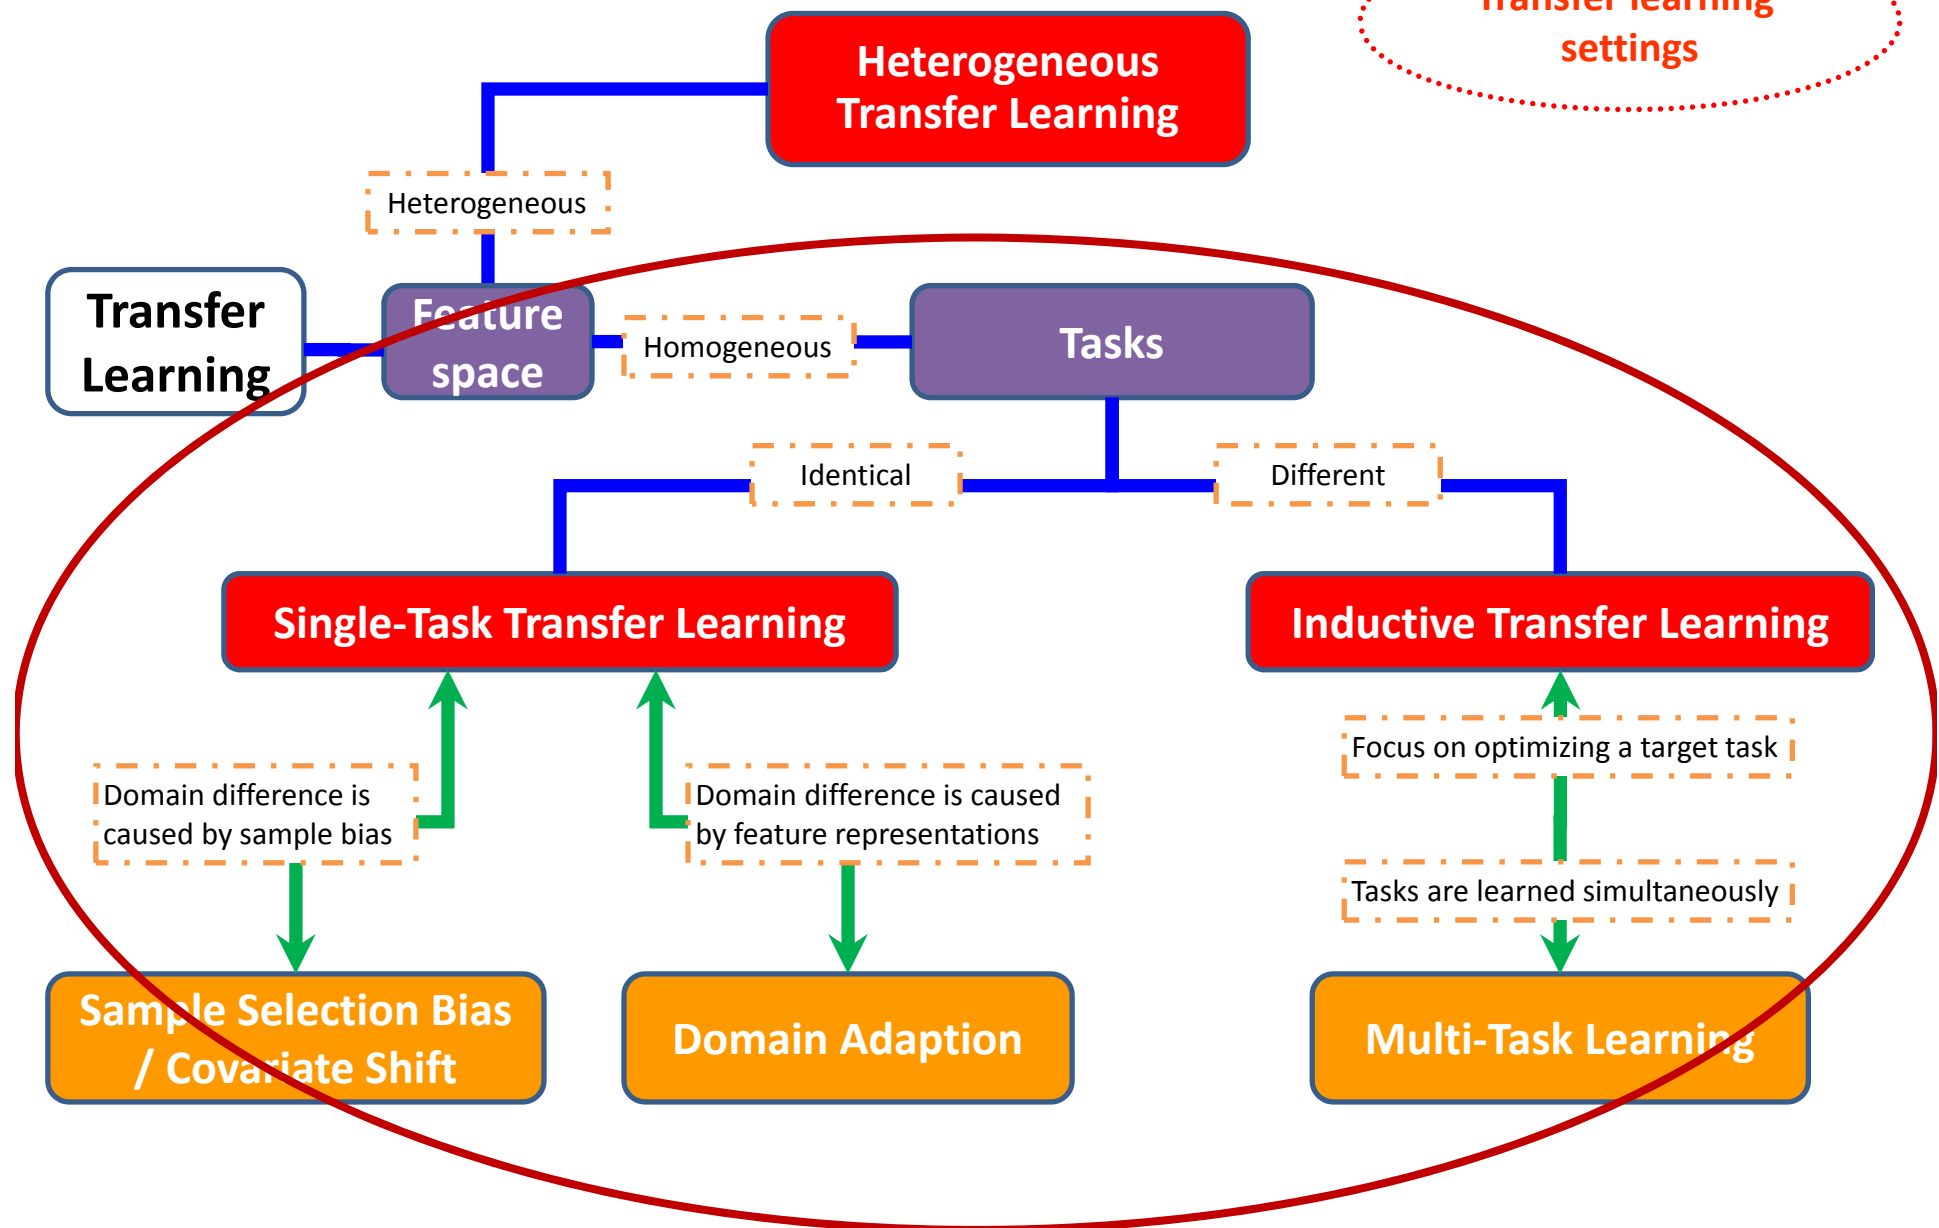 Transfer learning
settings
Heterogeneous
Transfer Learning
Heterogeneous
Transfer
Learning
Feature
space
Homogeneous
Tasks
Identical
Different
Single-Task Transfer Learning
Inductive Transfer Learning
Focus on optimizing a target task
Domain difference is
caused by sample bias
Domain difference is caused
by feature representations
Tasks are learned simultaneously
Sample Selection Bias
/ Covariate Shift
Domain Adaption
Multi-Task Learning